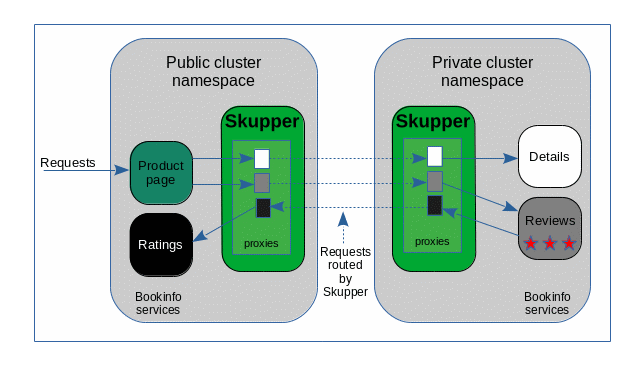 Public cluster
namespace
Private cluster
namespace
Skupper
Skupper
Requests
Product
page
Details
Ratings
Reviews
proxies
proxies
Requests
routed
by
Skupper
Bookinfo
services
Bookinfo
services